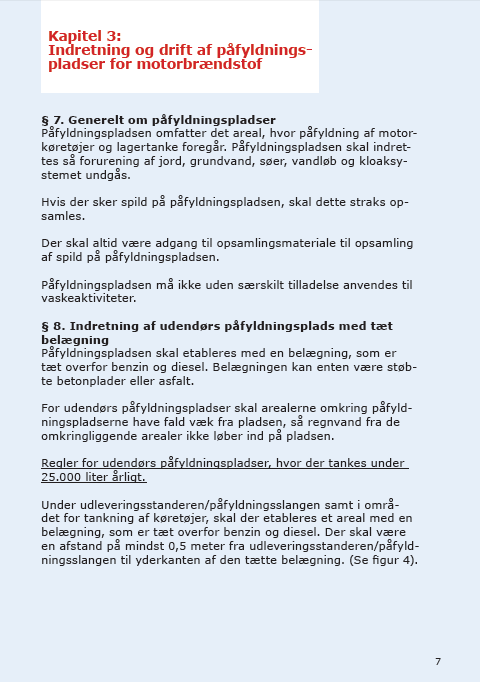 Kapitel 3:
Indretning og drift af påfyldnings-
pladser for motorbrændstof
§ 7. Generelt om påfyldningspladser
Påfyldningspladsen omfatter det areal, hvor påfyldning af motor-
køretøjer og lagertanke foregår. Påfyldningspladsen skal indret-
tes så forurening af jord, grundvand, søer, vandløb og kloaksy-
stemet undgås.
Hvis der sker spild på påfyldningspladsen, skal dette straks op-
samles.
Der skal altid være adgang til opsamlingsmateriale til opsamling
af spild på påfyldningspladsen.
Påfyldningspladsen må ikke uden særskilt tilladelse anvendes til
vaskeaktiviteter.
§ 8. Indretning af udendørs påfyldningsplads med tæt
belægning
Påfyldningspladsen skal etableres med en belægning, som er
tæt overfor benzin og diesel. Belægningen kan enten være støb-
te betonplader eller asfalt.
For udendørs påfyldningspladser skal arealerne omkring påfyld-
ningspladserne have fald væk fra pladsen, så regnvand fra de
omkringliggende arealer ikke løber ind på pladsen.
Regler for udendørs påfyldningspladser, hvor der tankes under
25.000 liter årligt.
Under udleveringsstanderen/påfyldningsslangen samt i områ-
det for tankning af køretøjer, skal der etableres et areal med en
belægning, som er tæt overfor benzin og diesel. Der skal være
en afstand på mindst 0,5 meter fra udleveringsstanderen/påfyld-
ningsslangen til yderkanten af den tætte belægning. (Se figur 4).
7